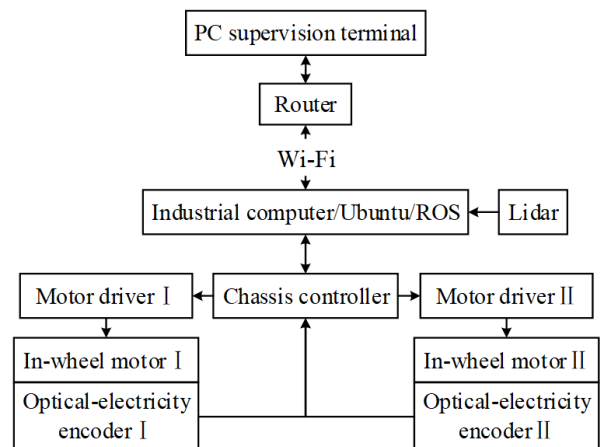 PC supervision terminal
Router
Wi-Fi
Industrial computer/Ubuntu/ROS
Lidar
Motor driver Ⅰ
Chassis controller
Motor driver Ⅱ
In-wheel motor Ⅰ
In-wheel motor Ⅱ
Optical-electricity
encoder Ⅰ
Optical-electricity
encoder Ⅱ